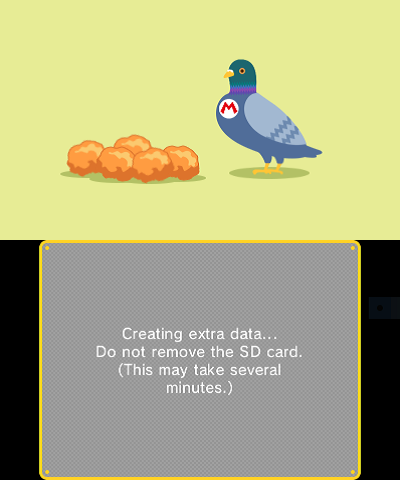 M
Creating extra data...
Do not remove the SD card.
(This may take several
minutes.)